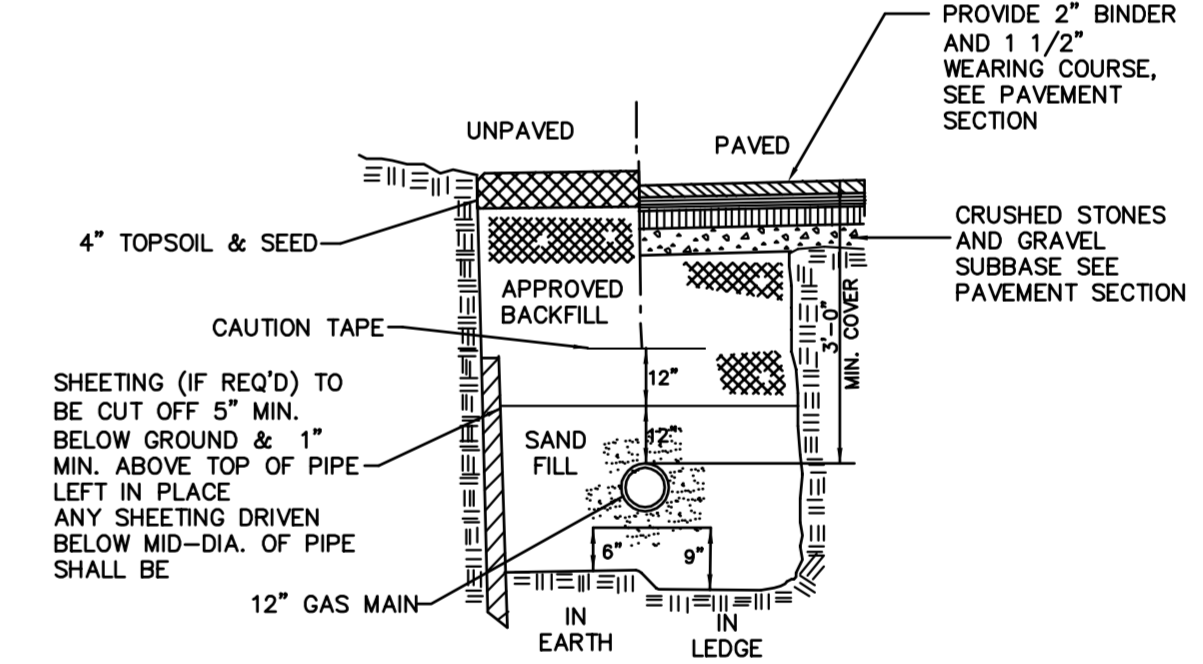 PROVIDE 2" BINDER
AND 1 1/2"
WEARING COURSE,
SEE PAVEMENT
SECTION
UNPAVED
PAVED
4" TOPSOIL & SEED
CRUSHED STONES
AND GRAVEL
SUBBASE SEE
PAVEMENT SECTION
APPROVED
BACKFILL
CAUTION TAPE
3'-0"
MIN. COVER
12"
SHEETING (IF REQ'D) TO
BE CUT OFF 5" MIN.
BELOW GROUND & 1"
MIN. ABOVE TOP OF PIPE
LEFT IN PLACE
ANY SHEETING DRIVEN
BELOW MID-DIA. OF PIPE
SHALL BE
SAND
FILL
12"
6"
9"
12" GAS MAIN
IN
EARTH
IN
LEDGE